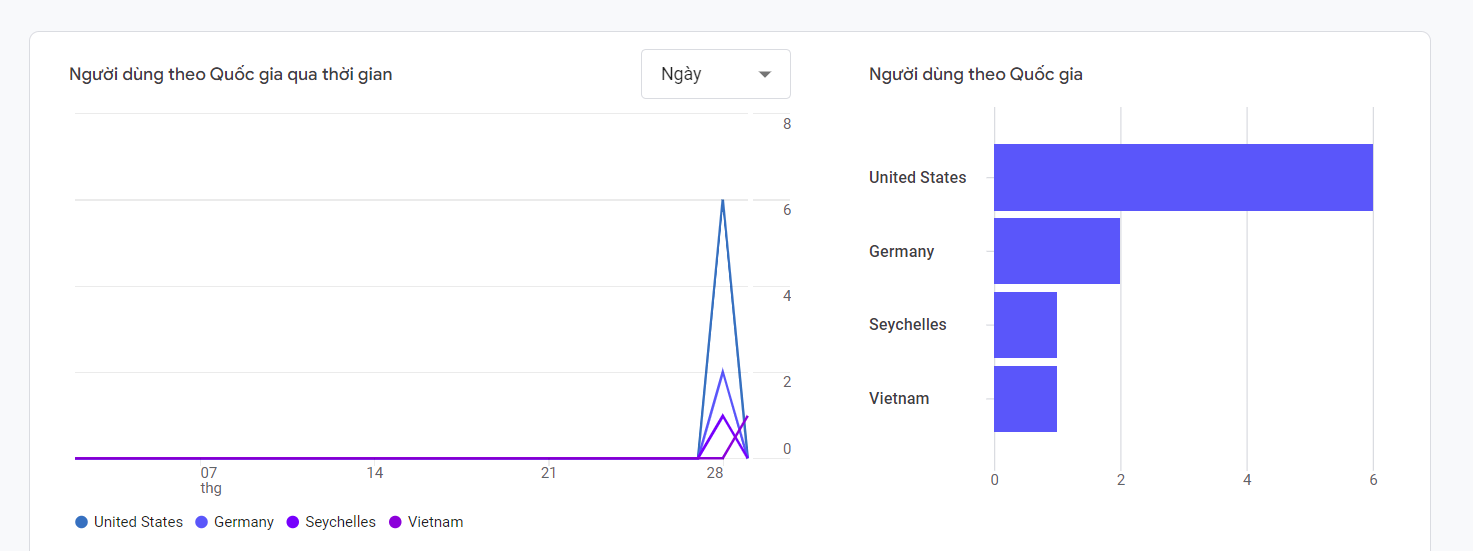 Người dùng theo Quốc gia qua thời gian
Ngày
8
6
4
2
0
07
thg
14
21
28
United States
Germany
Seychelles
Vietnam
Người dùng theo Quốc gia
United States
Germany
Seychelles
Vietnam
0
2
4
6